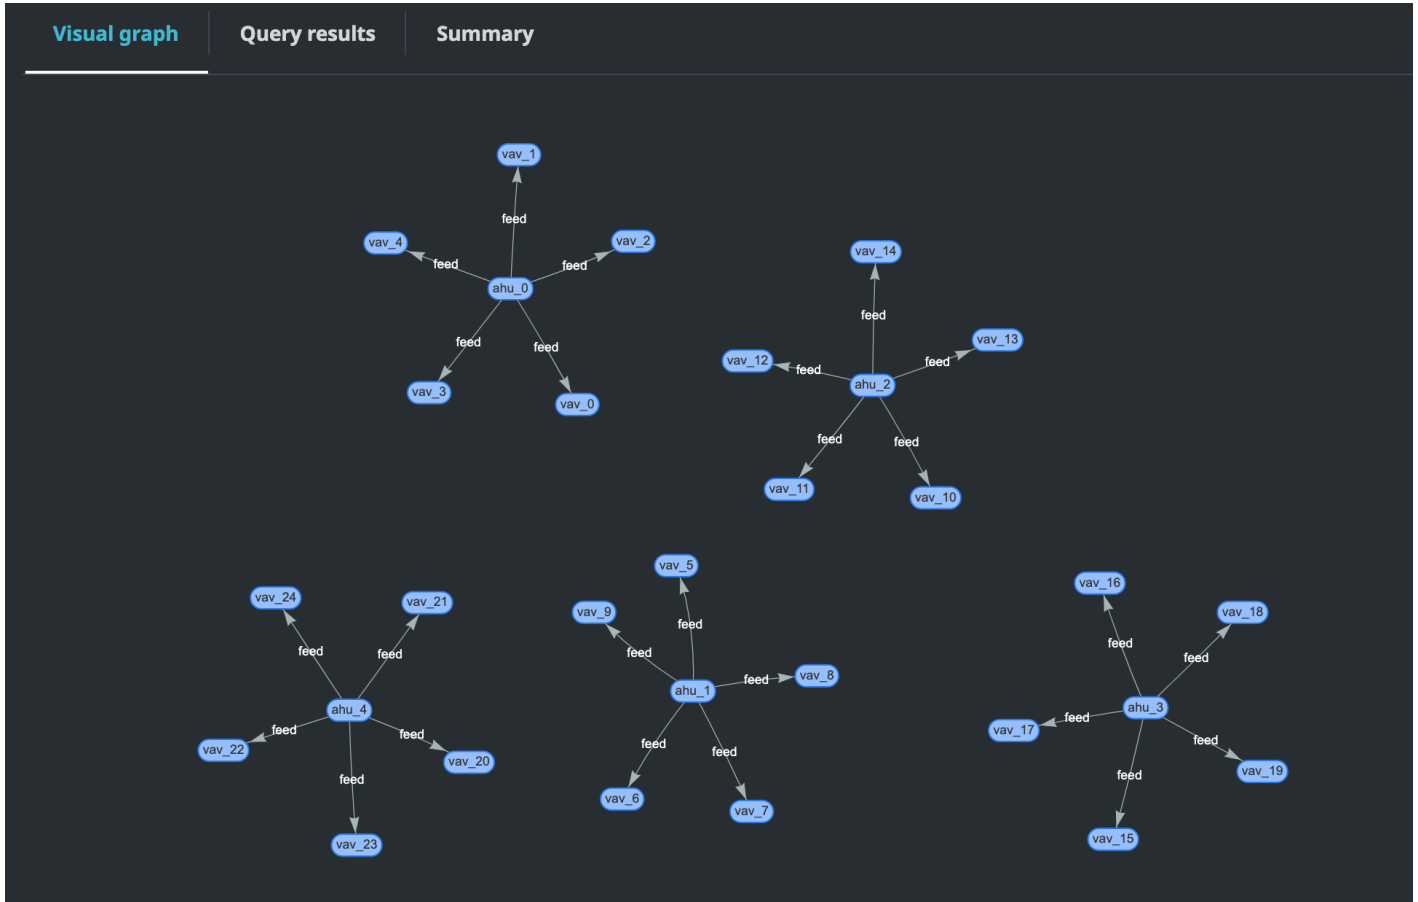 Visual graph
Query results
Summary
vav_1
feed
vav_4
vav_2
feed
feed
ahu_0
feed
feed
vav_3
vav_0
vav_14
feed
vav_13
vav_12
feed
feed
ahu_2
feed
feed
vav_11
vav_10
vav_24
vav_21
feed
feed
ahu_4
feed
feed
vav_22
vav_20
feed
vav_23
vav_5
vav_9
feed
feed
vav_8
feed
ahu_1
feed
feed
vav_6
vav_7
vav_16
vav_18
feed
feed
ahu_3
feed
vav_17
feed
vav_19
feed
vav_15